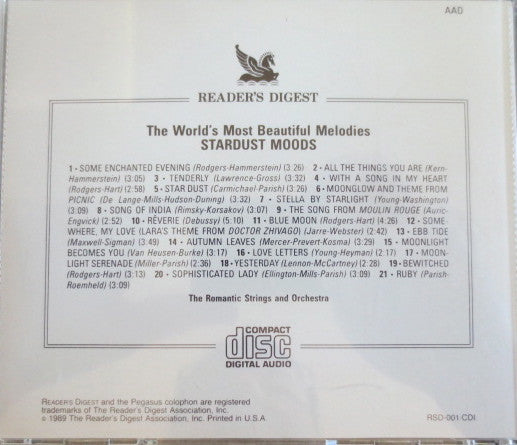 AAD
READER'S DIGEST
The World's Most Beautiful Melodies
STARDUST MOODS
1 • SOME ENCHANTED EVENING (Rodgers-Hammerstein) (3:26) 2 • ALL THE THINGS YOU ARE (Kern-
Hammerstein) (3:05) 3 • TENDERLY (Lawrence-Gross) (3:32) 4 • WITH A SONG IN MY HEART
(Rodgers-Hart) (2:58) 5 • STAR DUST (Carmichael-Parish) (3:26) 6 • MOONGLOW AND THEME FROM
PICNIC (De Lange-Mills-Hudson-Duning) (3:32) 7 • STELLA BY STARLIGHT (Young-Washington)
(3:09) 8 • SONG OF INDIA (Rimsky-Korsakov) (3:07) 9 • THE SONG FROM MOULIN ROUGE (Auric-
Engvick) (2:52) 10 • RÊVERIE (Debussy) (5:10) 11 • BLUE MOON (Rodgers-Hart) (4:26) 12 • SOME-
WHERE, MY LOVE (LARA'S THEME FROM DOCTOR ZHIVAGO) (Jarre-Webster) (2:42) 13 • EBB TIDE
(Maxwell-Sigman) (3:49) 14 • AUTUMN LEAVES (Mercer-Prevert-Kosma) (3:29) 15 • MOONLIGHT
BECOMES YOU (Van Heusen-Burke) (3:17) 16 • LOVE LETTERS (Young-Heyman) (2:17) 17 • MOON-
LIGHT SERENADE (Miller-Parish) (2:36) 18 • YESTERDAY (Lennon-McCartney) (2:28) 19 • BEWITCHED
(Rodgers-Hart) (3:13) 20 • SOPHISTICATED LADY (Ellington-Mills-Parish) (3:09) 21 • RUBY (Parish-
Roemheld) (3:09)
The Romantic Strings and Orchestra
COMPACT
disc
DIGITAL AUDIO
READER'S DIGEST and the Pegasus colophon are registered
trademarks of The Reader's Digest Association, Inc.
© 1989 The Reader's Digest Association, Inc. Printed in U.S.A.
RSD-001-CDI